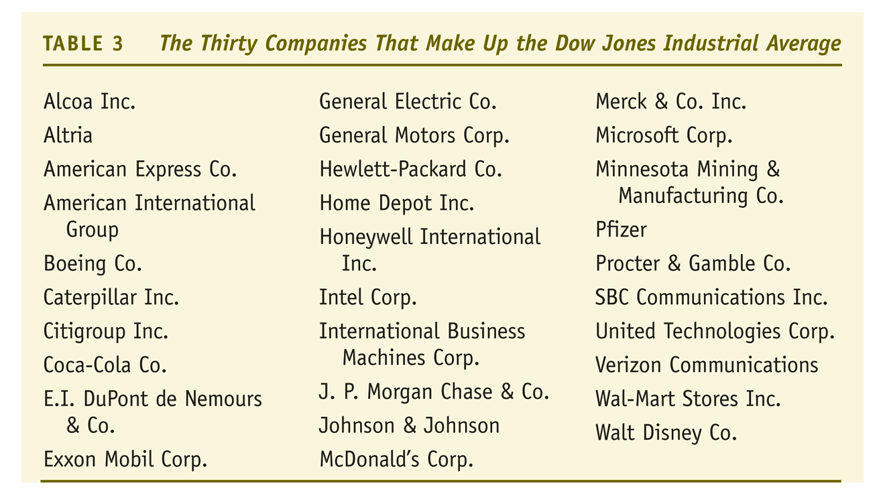 TABLE 3 The Thirty Companies That Make Up the Dow Jones Industrial Average
Alcoa Inc.
Altria
American Express Co.
American International
Group
Boeing Co.
Caterpillar Inc.
Citigroup Inc.
Coca-Cola Co.
E.I. DuPont de Nemours
& Co.
Exxon Mobil Corp.
General Electric Co.
General Motors Corp.
Hewlett-Packard Co.
Home Depot Inc.
Honeywell International
Inc.
Intel Corp.
International Business
Machines Corp.
J. P. Morgan Chase & Co.
Johnson & Johnson
McDonald’s Corp.
Merck & Co. Inc.
Microsoft Corp.
Minnesota Mining &
Manufacturing Co.
Pfizer
Procter & Gamble Co.
SBC Communications Inc.
United Technologies Corp.
Verizon Communications
Wal-Mart Stores Inc.
Walt Disney Co.